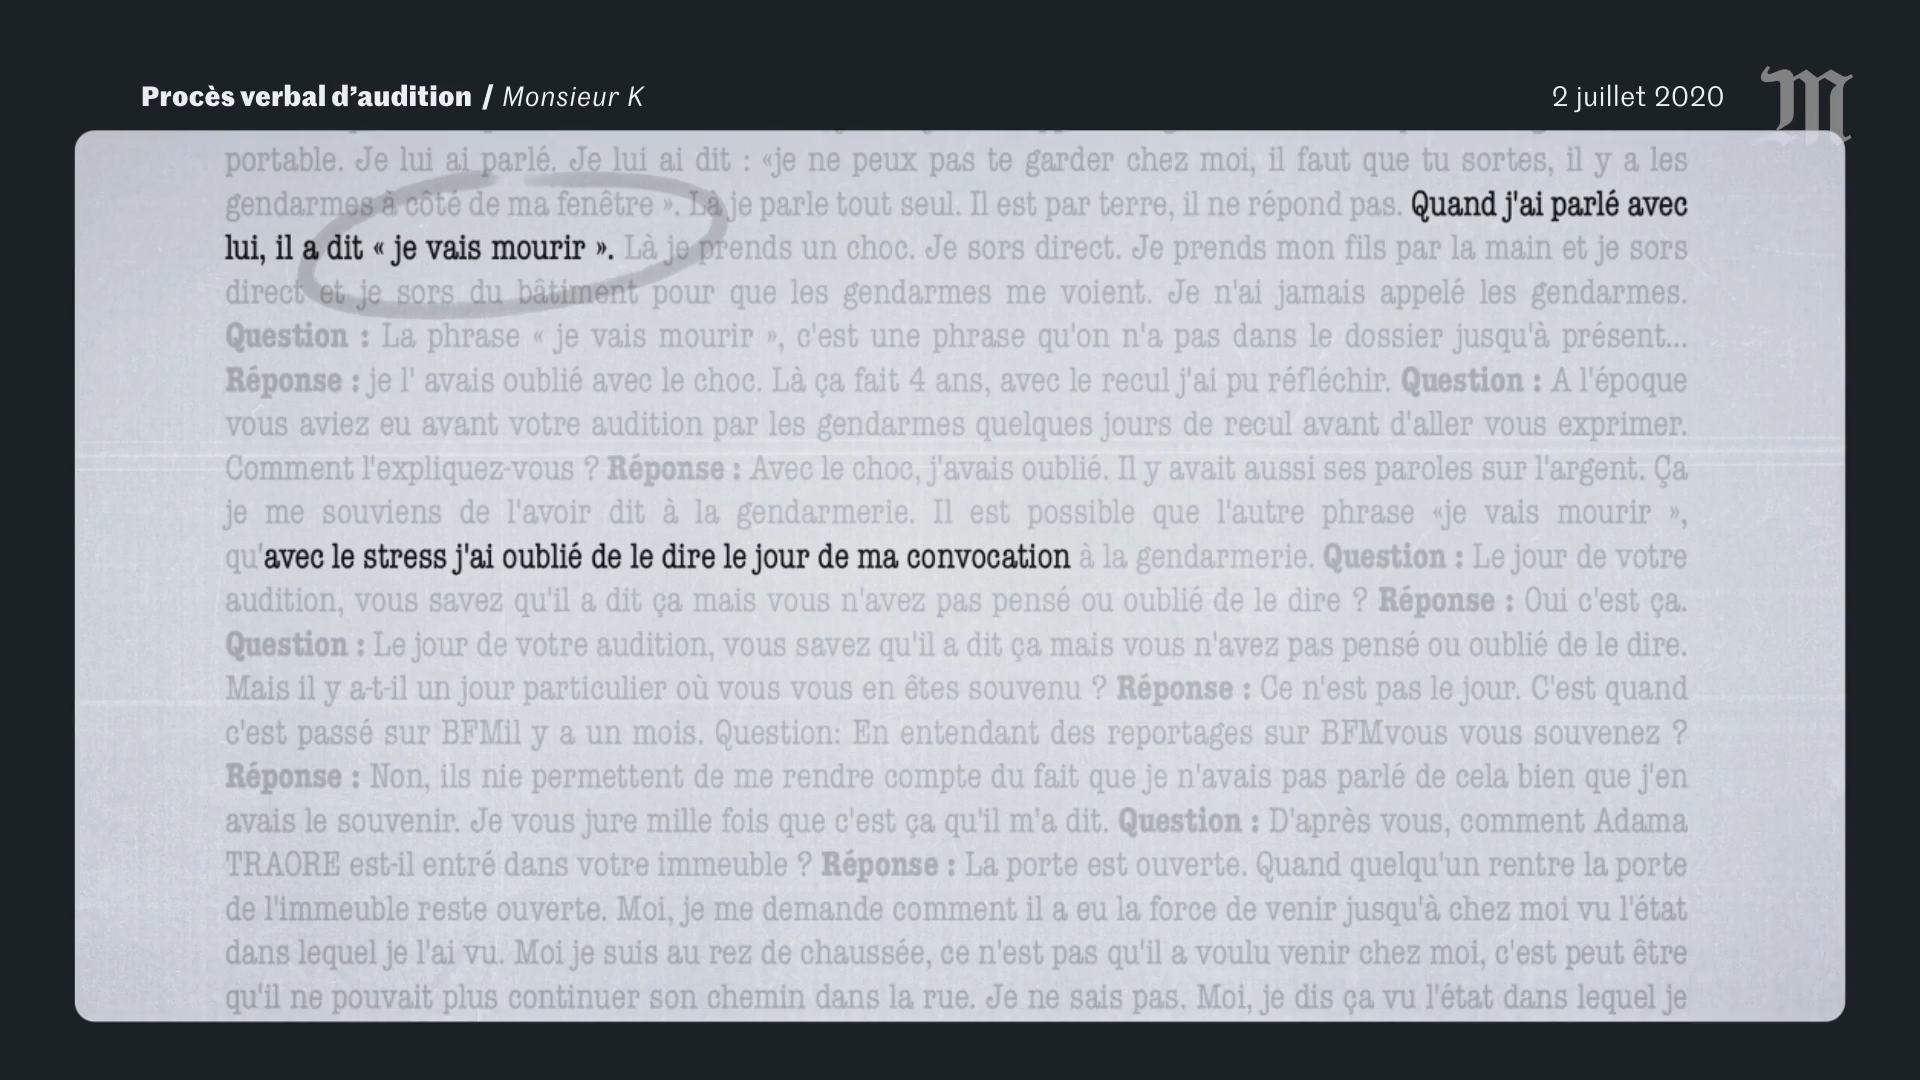 Procès verbal d'audition / Monsieur K
2 juillet 2020
portable. Je lui ai parlé. Je lui ai dit : «je ne peux pas te garder chez moi, il faut que tu sortes, il y a les
gendarmes à côté de ma fenêtre ». Là je parle tout seul. Il est par terre, il ne répond pas. Quand j'ai parlé avec
lui, il a dit « je vais mourir ». Là je prends un choc. Je sors direct. Je prends mon fils par la main et je sors
direct et je sors du bâtiment pour que les gendarmes me voient. Je n'ai jamais appelé les gendarmes.
Question : La phrase « je vais mourir », c'est une phrase qu'on n'a pas dans le dossier jusqu'à présent...
Réponse : je l' avais oublié avec le choc. Là ça fait 4 ans, avec le recul j'ai pu réfléchir. Question : A l'époque
vous aviez eu avant votre audition par les gendarmes quelques jours de recul avant d'aller vous exprimer.
Comment l'expliquez-vous ? Réponse : Avec le choc, j'avais oublié. Il y avait aussi ses paroles sur l'argent. Ça
je me souviens de l'avoir dit à la gendarmerie. Il est possible que l'autre phrase «je vais mourir »,
qu'avec le stress j'ai oublié de le dire le jour de ma convocation à la gendarmerie. Question : Le jour de votre
audition, vous savez qu'il a dit ça mais vous n'avez pas pensé ou oublié de le dire ? Réponse : Oui c'est ça.
Question : Le jour de votre audition, vous savez qu'il a dit ça mais vous n'avez pas pensé ou oublié de le dire.
Mais il y a-t-il un jour particulier où vous vous en êtes souvenu ? Réponse : Ce n'est pas le jour. C'est quand
c'est passé sur BFMil y a un mois. Question: En entendant des reportages sur BFMvous vous souvenez ?
Réponse : Non, ils nie permettent de me rendre compte du fait que je n'avais pas parlé de cela bien que j'en
avais le souvenir. Je vous jure mille fois que c'est ça qu'il m'a dit. Question : D'après vous, comment Adama
TRAORE est-il entré dans votre immeuble ? Réponse : La porte est ouverte. Quand quelqu'un rentre la porte
de l'immeuble reste ouverte. Moi, je me demande comment il a eu la force de venir jusqu'à chez moi vu l'état
dans lequel je l'ai vu. Moi je suis au rez de chaussée, ce n'est pas qu'il a voulu venir chez moi, c'est peut être
qu'il ne pouvait plus continuer son chemin dans la rue. Je ne sais pas. Moi, je dis ça vu l'état dans lequel je